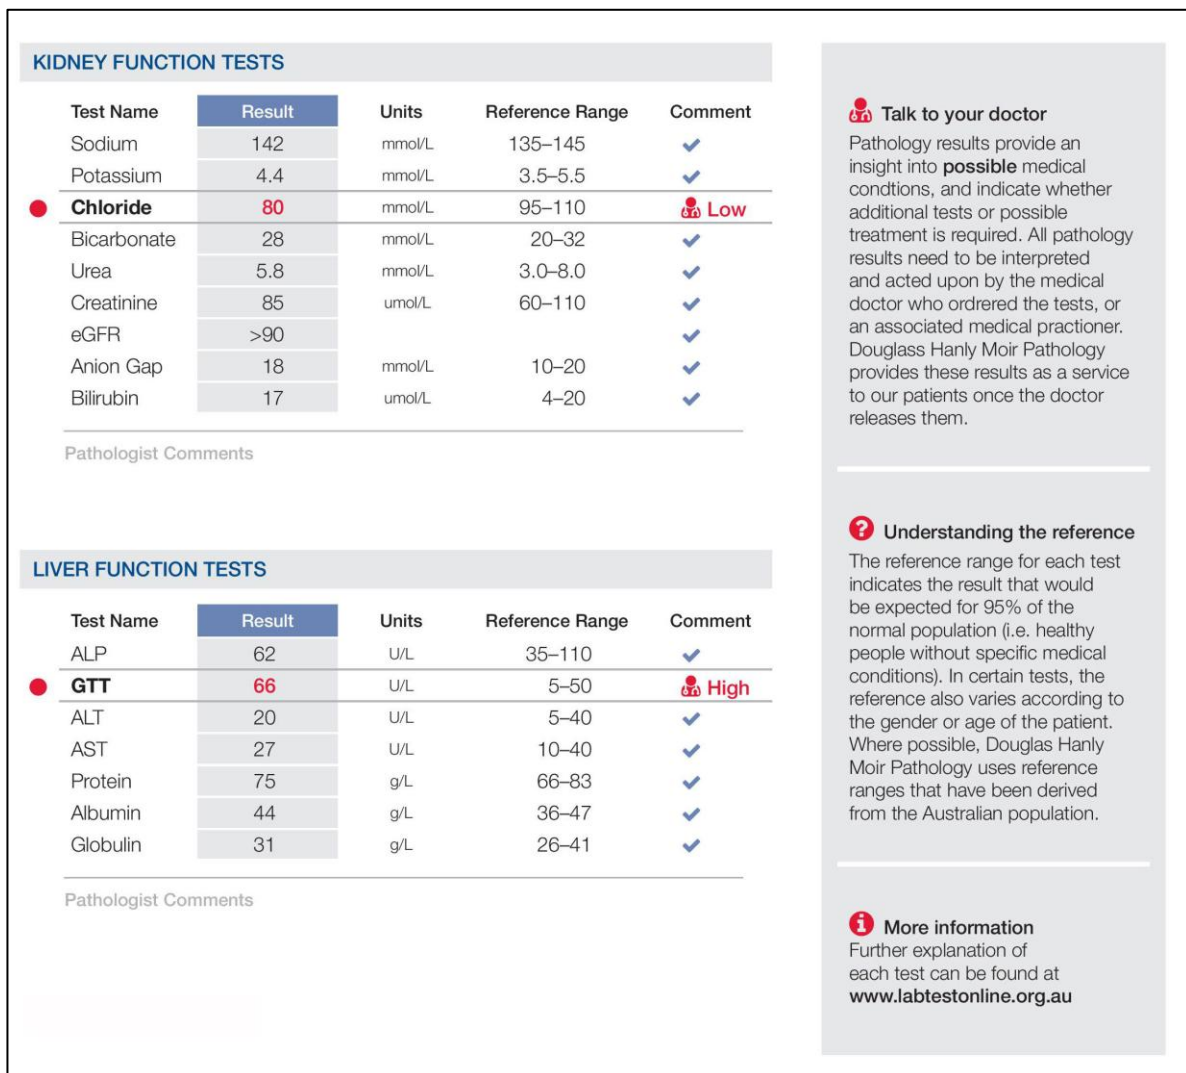 KIDNEY FUNCTION TESTS
Test Name Result Units Reference Range Comment
Sodium 142 mmol/L 135–145
Potassium 4.4 mmol/L 3.5–5.5
Chloride 80 mmol/L 95–110 Low
Bicarbonate 28 mmol/L 20–32
Urea 5.8 mmol/L 3.0–8.0
Creatinine 85 umol/L 60–110
eGFR >90
Anion Gap 18 mmol/L 10–20
Bilirubin 17 umol/L 4–20
Pathologist Comments
LIVER FUNCTION TESTS
Test Name Result Units Reference Range Comment
ALP 62 U/L 35–110
GTT 66 U/L 5–50 High
ALT 20 U/L 5–40
AST 27 U/L 10–40
Protein 75 g/L 66–83
Albumin 44 g/L 36–47
Globulin 31 g/L 26–41
Pathologist Comments
Talk to your doctor
Pathology results provide an
insight into possible medical
condtions, and indicate whether
additional tests or possible
treatment is required. All pathology
results need to be interpreted
and acted upon by the medical
doctor who ordrered the tests, or
an associated medical practioner.
Douglass Hanly Moir Pathology
provides these results as a service
to our patients once the doctor
releases them.
? Understanding the reference
The reference range for each test
indicates the result that would
be expected for 95% of the
normal population (i.e. healthy
people without specific medical
conditions). In certain tests, the
reference also varies according to
the gender or age of the patient.
Where possible, Douglas Hanly
Moir Pathology uses reference
ranges that have been derived
from the Australian population.
i More information
Further explanation of
each test can be found at
www.labtestonline.org.au